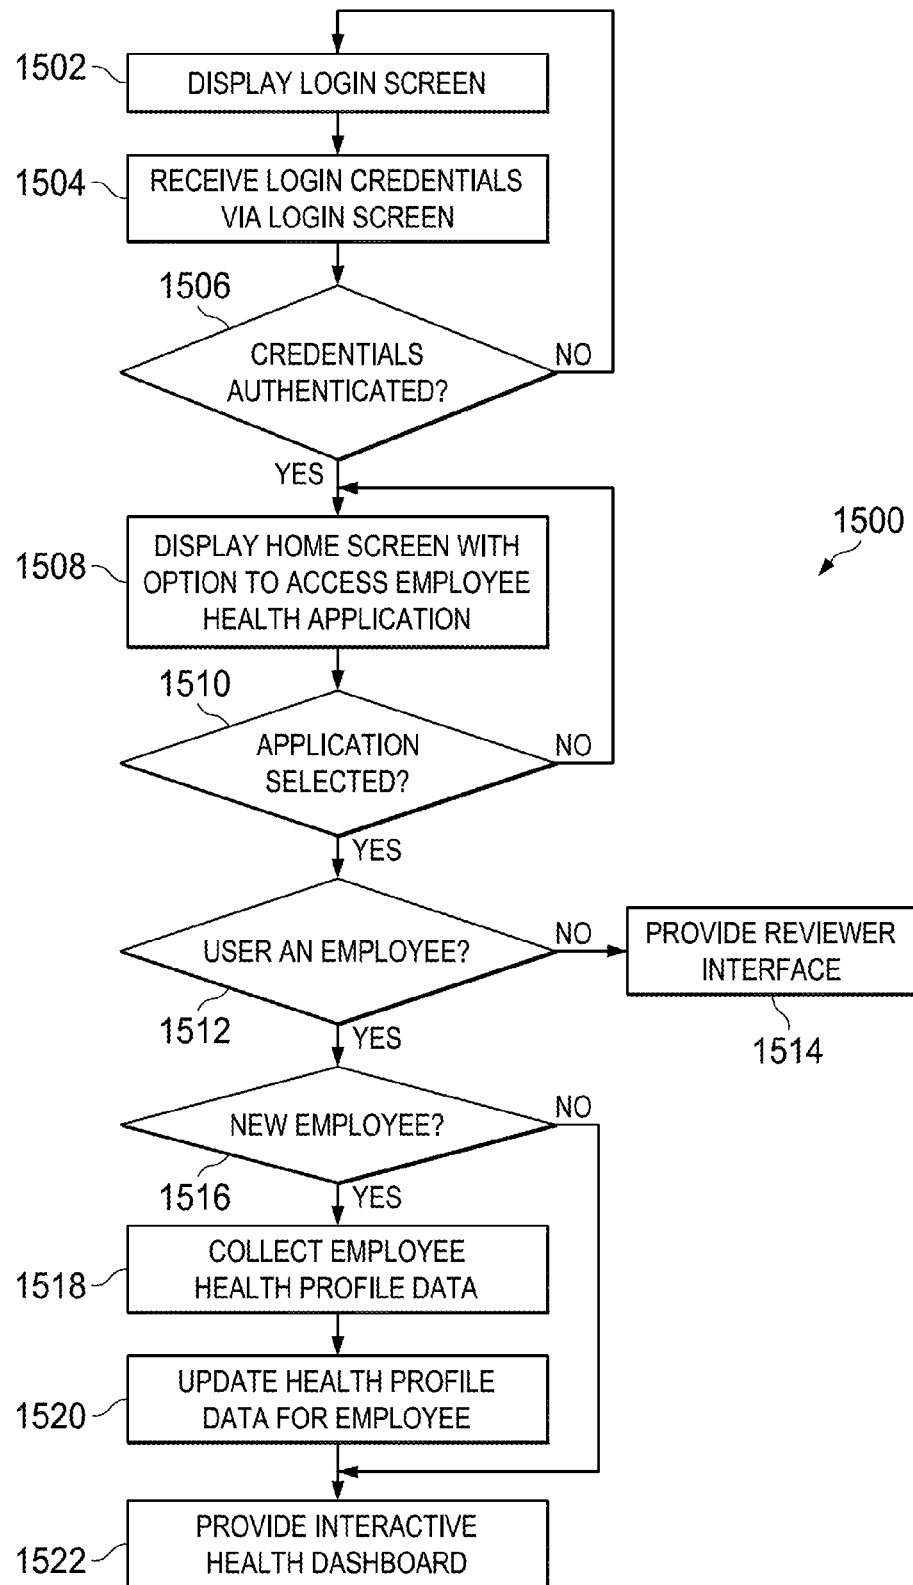 1502
DISPLAY LOGIN SCREEN
1504
RECEIVE LOGIN CREDENTIALS
VIA LOGIN SCREEN
1506
CREDENTIALS
AUTHENTICATED?
NO
YES
1500
1508
DISPLAY HOME SCREEN WITH
OPTION TO ACCESS EMPLOYEE
HEALTH APPLICATION
1510
APPLICATION
SELECTED?
NO
YES
USER AN EMPLOYEE?
NO
1512
YES
PROVIDE REVIEWER
INTERFACE
1514
NEW EMPLOYEE?
NO
1516
YES
1518
COLLECT EMPLOYEE
HEALTH PROFILE DATA
1520
UPDATE HEALTH PROFILE
DATA FOR EMPLOYEE
1522
PROVIDE INTERACTIVE
HEALTH DASHBOARD